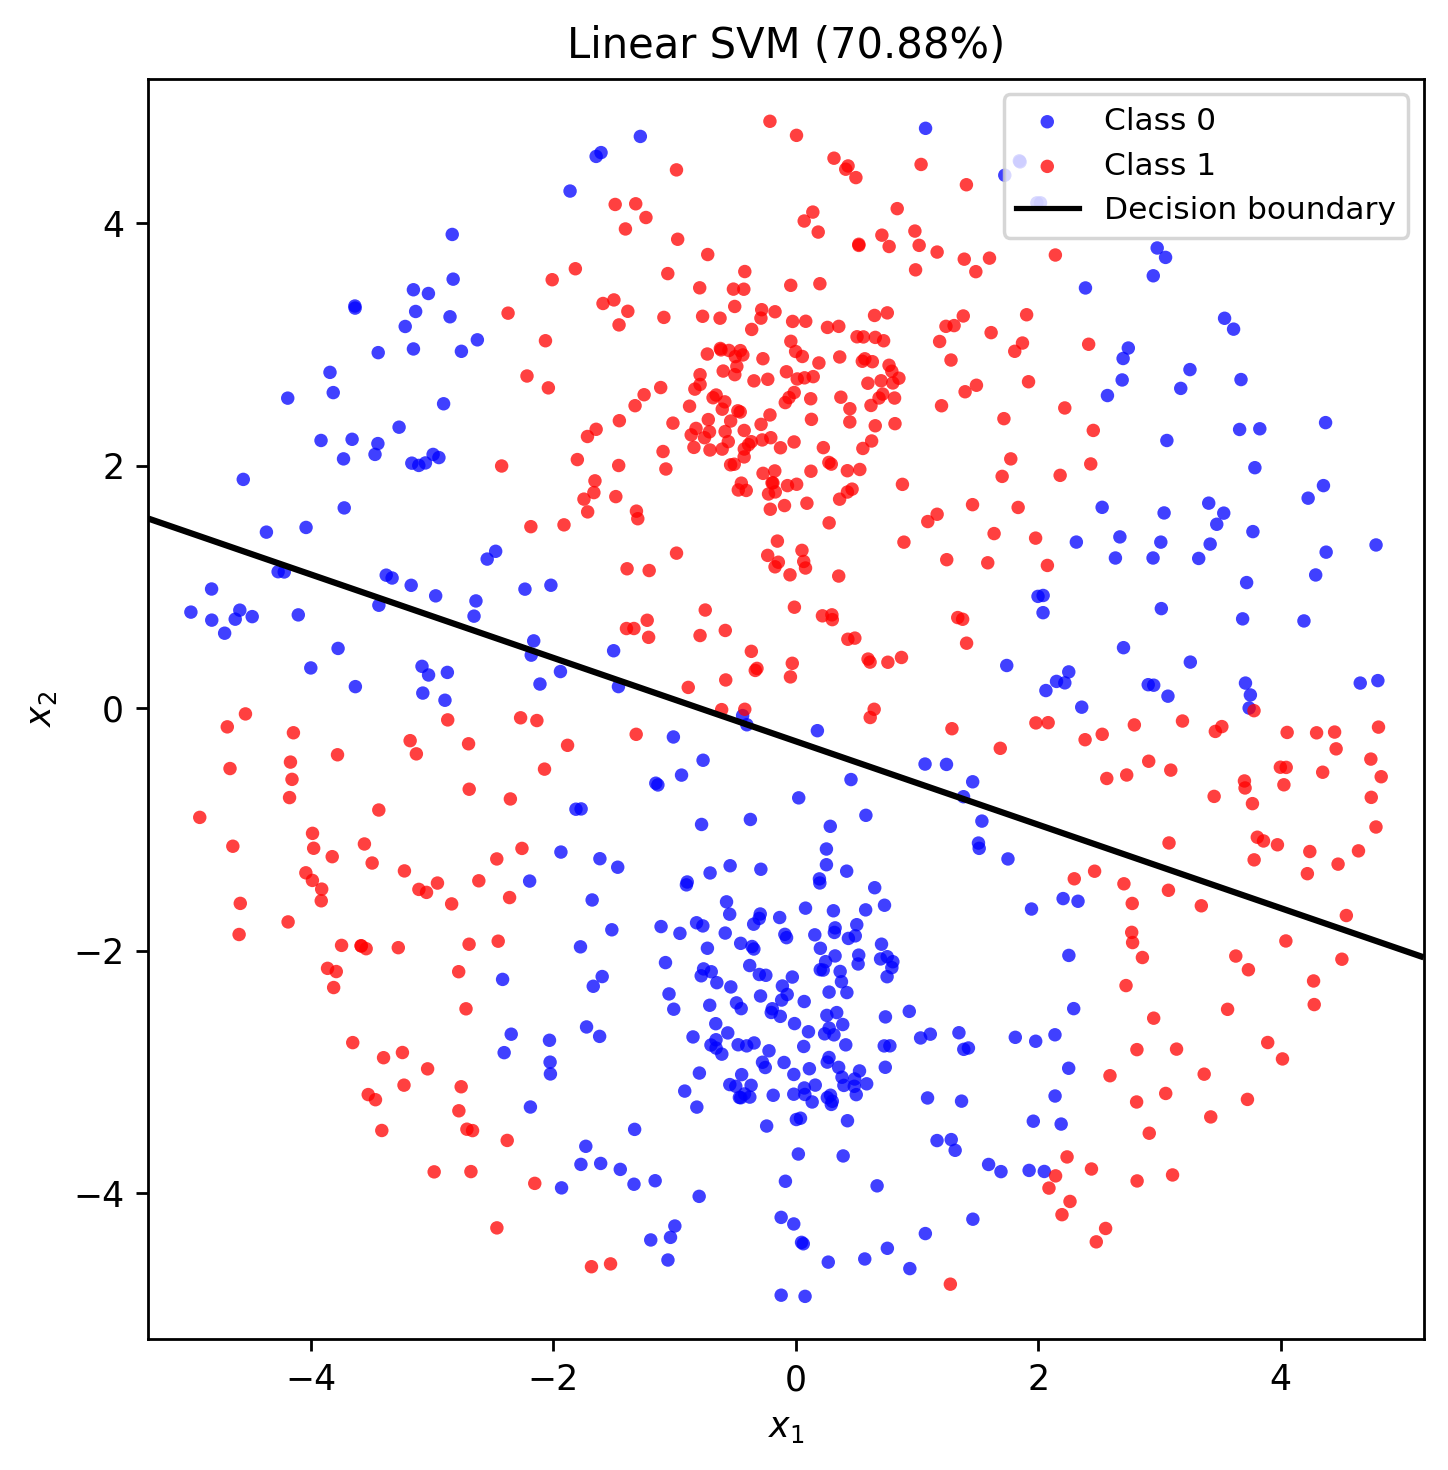 Linear SVM (70.88%)
Class 0
Class 1
Decision boundary
4
2
0
−2
−4
x2
−4 −2 0 2 4
x1